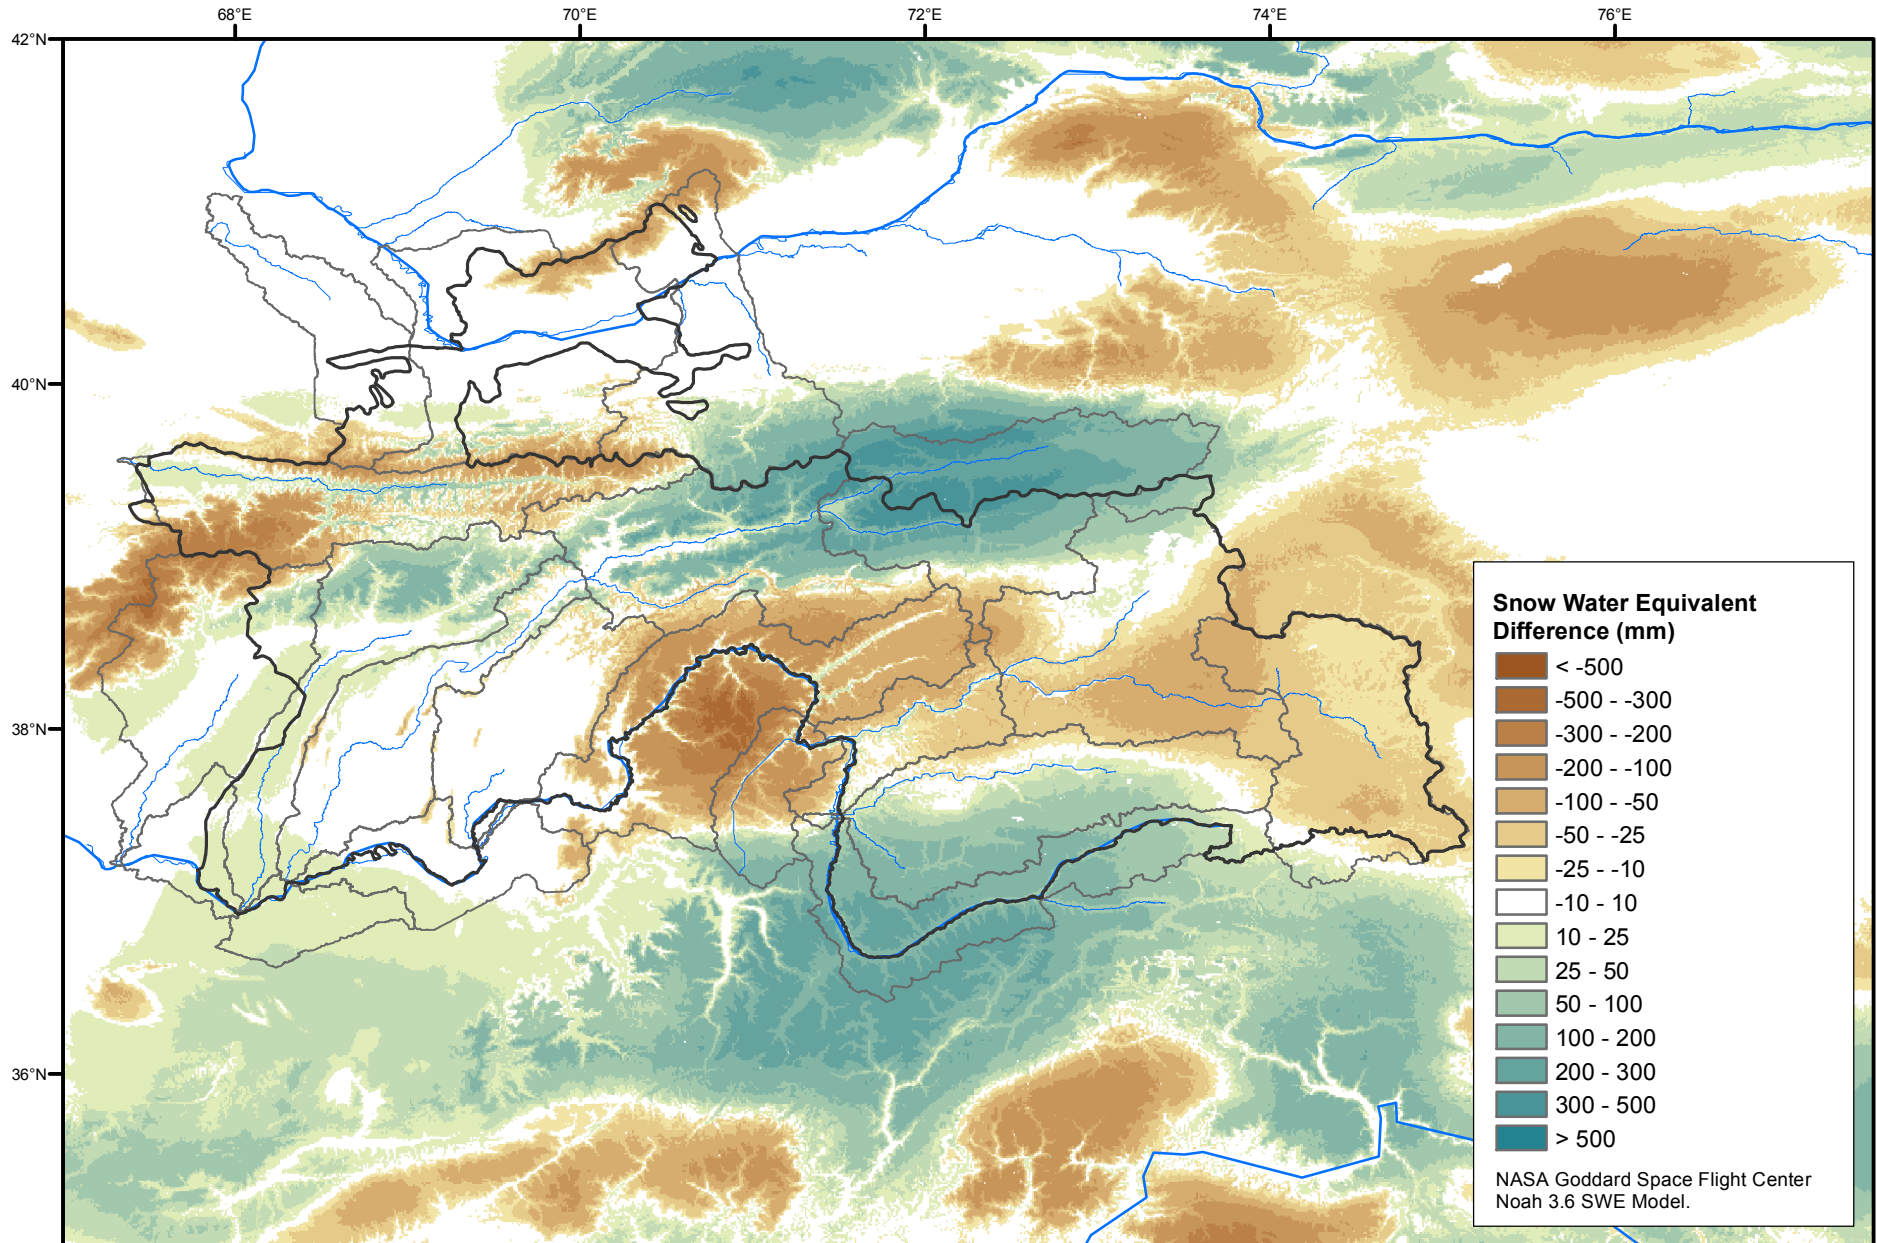 68°E 70°E 72°E 74°E 76°E
42°N
40°N
38°N
36°N
Snow Water Equivalent
Difference (mm)
< -500
-500 - -300
-300 - -200
-200 - -100
-100 - -50
-50 - -25
-25 - -10
-10 - 10
10 - 25
25 - 50
50 - 100
100 - 200
200 - 300
300 - 500
> 500
NASA Goddard Space Flight Center
Noah 3.6 SWE Model.